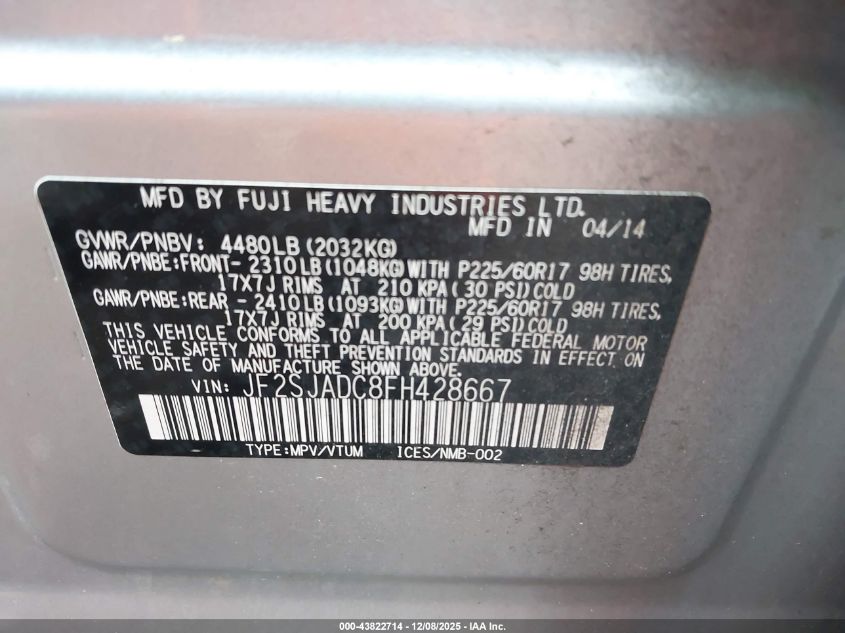 MFD BY FUJI HEAVY INDUSTRIES LTD.
MFD IN 04/14
GVWR/PNBV: 4480LB(2032KG)
GAWR/PNBE:FRONT-2310LB(1048KG)WITH P225/60R17 98H TIRES,
17X7J RIMS AT 210 KPA(30 PSI)COLD
GAWR/PNBE:REAR -2410LB(1093KG)WITH P225/60R17 98H TIRES,
17X7J RIMS AT 200 KPA(29 PSI)COLD
THIS VEHICLE CONFORMS TO ALL APPLICABLE FEDERAL MOTOR
VEHICLE SAFETY AND THEFT PREVENTION STANDARDS IN EFFECT ON
THE DATE OF MANUFACTURE SHOWN ABOVE.
VIN: JF2SJADC8FH428667
TYPE:MPV/VTUM ICES/NMB-002
000-43822714 - 12/08/2025 - IAA Inc.